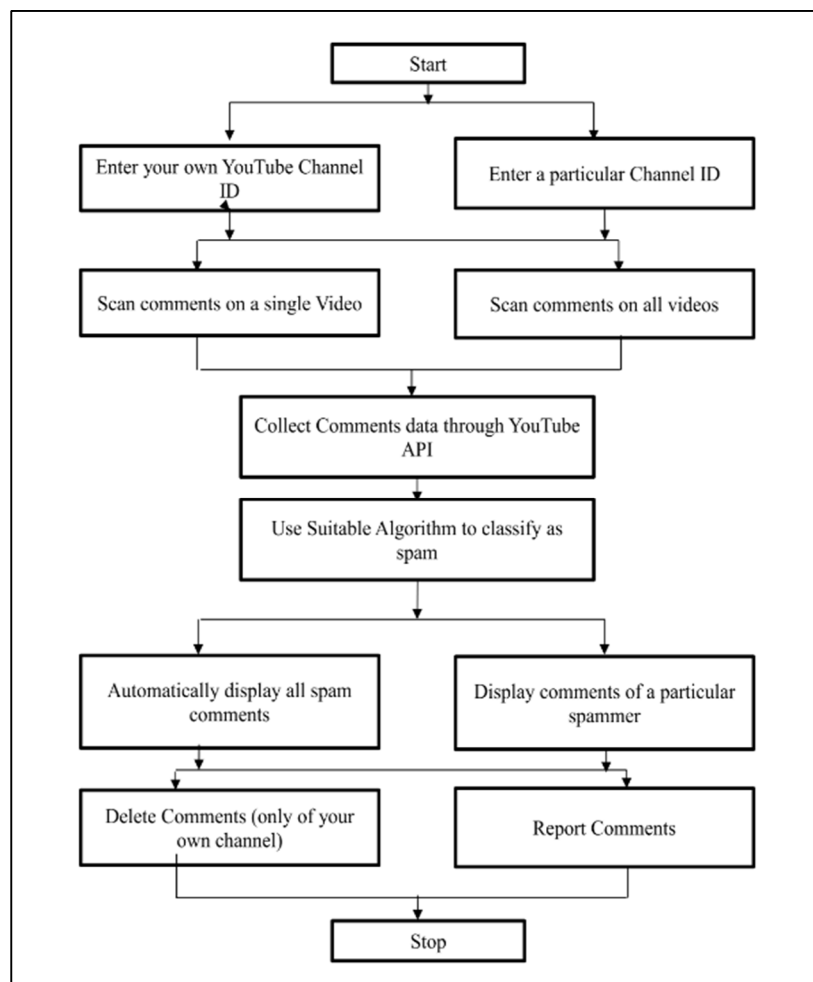 Start
Enter your own YouTube Channel
ID
Enter a particular Channel ID
Scan comments on a single Video
Scan comments on all videos
Collect Comments data through YouTube
API
Use Suitable Algorithm to classify as
spam
Automatically display all spam
comments
Display comments of a particular
spammer
Delete Comments (only of your
own channel)
Report Comments
Stop